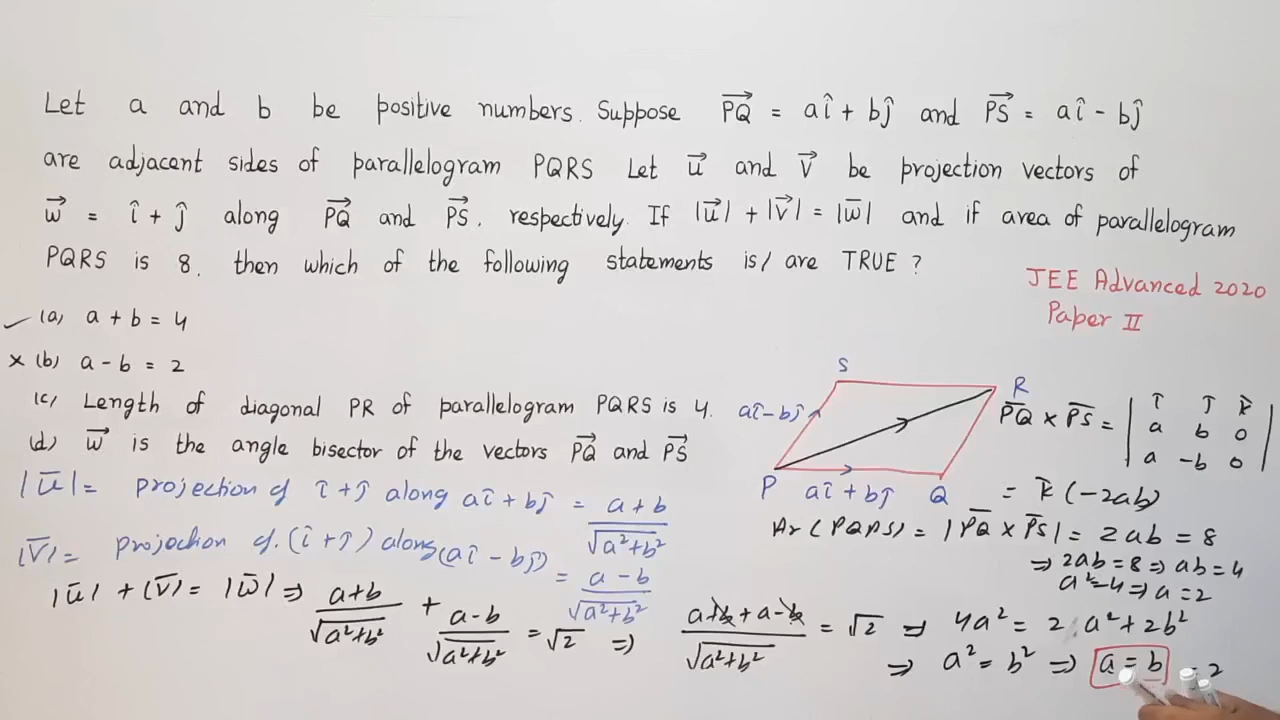 Let a and b be positive numbers. Suppose PQ⃗ = aî + bĵ and PS⃗ = aî - bĵ
are adjacent sides of parallelogram PQRS Let u⃗ and v⃗ be projection vectors of
w⃗ = î + ĵ along PQ⃗ and PS⃗, respectively. If |u⃗| + |v⃗| = |w̅| and if area of parallelogram
PQRS is 8. then which of the following statements is/are TRUE ?
JEE Advanced 2020
Paper II
✓ (a) a + b = 4
× (b) a - b = 2
(c) Length of diagonal PR of parallelogram PQRS is 4.
(d) w⃗ is the angle bisector of the vectors PQ⃗ and PS⃗
S
R
aî - bĵ
P
aî + bĵ
Q
P̅Q̅ × P̅S̅ = | i̅ j̅ k̅ |
| a b 0 |
| a -b 0 |
= k̅ (-2ab)
Ar (PQRS) = |P̅Q̅ × P̅S̅| = 2ab = 8
⇒ 2ab = 8 ⇒ ab = 4
a² = 4 ⇒ a = 2
|u̅| = projection of i̅ + j̅ along aî + bĵ = (a + b)/√(a² + b²)
|v̅| = projection of (i̅ + j̅) along (aî - bĵ) = (a - b)/√(a² + b²)
|u̅| + |v̅| = |w̅| ⇒ (a + b)/√(a² + b²) + (a - b)/√(a² + b²) = √2 ⇒ (a + b + a - b)/√(a² + b²) = √2 ⇒ 4a² = 2a² + 2b²
⇒ a² = b² ⇒ a = b = 2